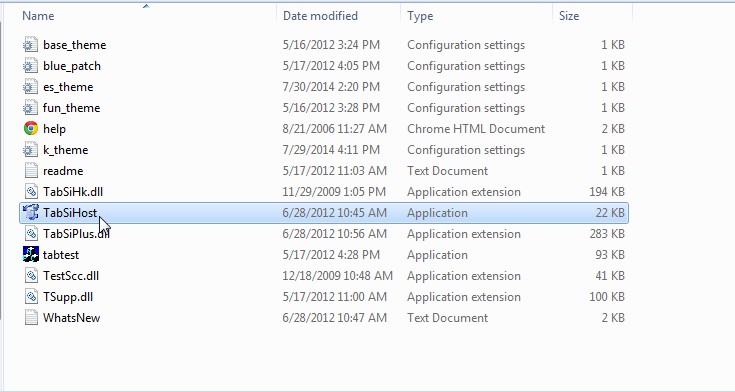 Name Date modified Type Size
base_theme 5/16/2012 3:24 PM Configuration settings 1 KB
blue_patch 5/17/2012 4:05 PM Configuration settings 1 KB
es_theme 7/30/2014 2:20 PM Configuration settings 1 KB
fun_theme 5/16/2012 3:28 PM Configuration settings 1 KB
help 8/21/2006 11:27 AM Chrome HTML Document 2 KB
k_theme 7/29/2014 4:11 PM Configuration settings 1 KB
readme 5/17/2012 11:03 AM Text Document 1 KB
TabSiHk.dll 11/29/2009 1:05 PM Application extension 194 KB
TabSiHost 6/28/2012 10:45 AM Application 22 KB
TabSiPlus.dll 6/28/2012 10:56 AM Application extension 283 KB
tabtest 5/17/2012 4:28 PM Application 93 KB
TestScc.dll 12/18/2009 10:48 AM Application extension 41 KB
TSupp.dll 5/17/2012 11:00 AM Application extension 100 KB
WhatsNew 6/28/2012 10:47 AM Text Document 2 KB